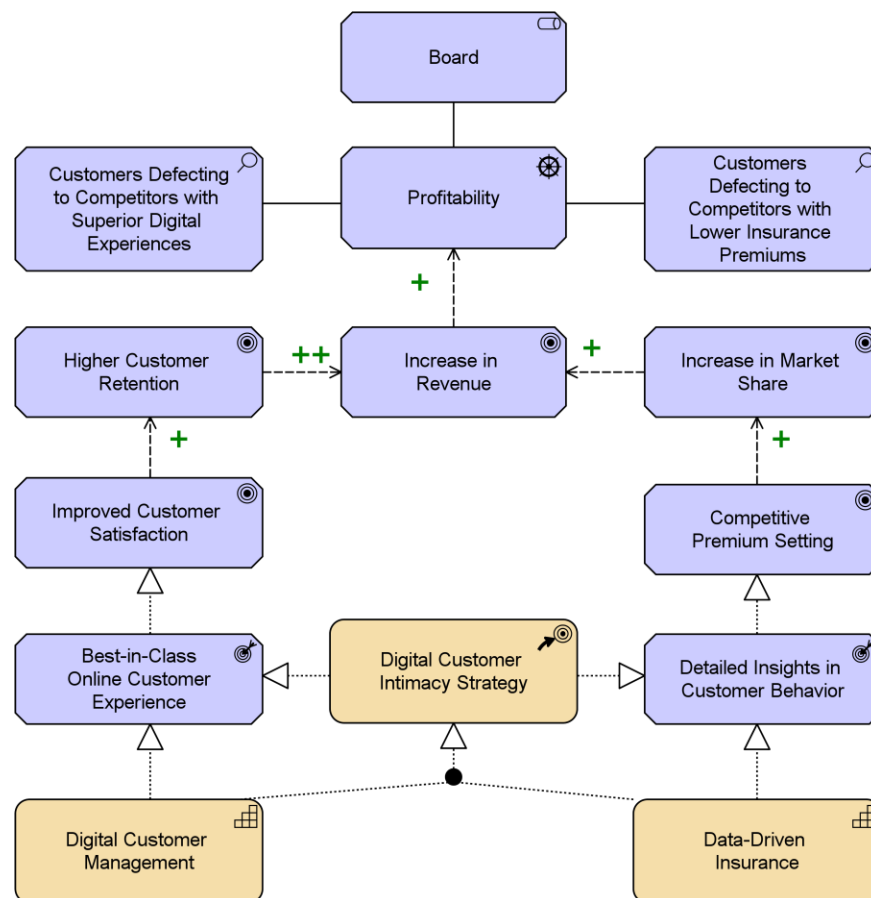 Board
Customers Defecting
to Competitors with
Superior Digital
Experiences
Profitability
Customers
Defecting to
Competitors with
Lower Insurance
Premiums
+
Higher Customer
Retention
++
Increase in
Revenue
+
Increase in Market
Share
+
+
Improved Customer
Satisfaction
Competitive
Premium Setting
Best-in-Class
Online Customer
Experience
Digital Customer
Intimacy Strategy
Detailed Insights in
Customer Behavior
Digital Customer
Management
Data-Driven
Insurance